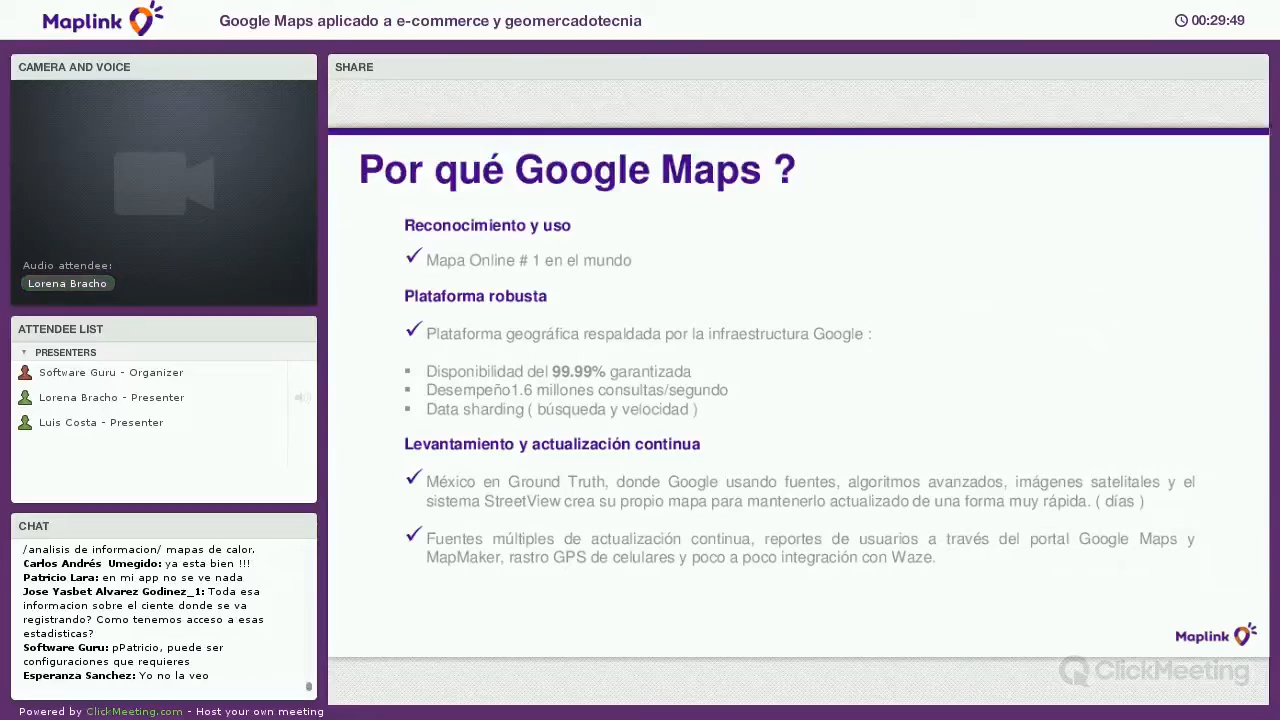 Maplink
Google Maps aplicado a e-commerce y geomercadotecnia
00:29:49
CAMERA AND VOICE
Audio attendee:
Lorena Bracho
ATTENDEE LIST
PRESENTERS
Software Guru - Organizer
Lorena Bracho - Presenter
Luis Costa - Presenter
CHAT
/analisis de informacion/ mapas de calor.
Carlos Andrés Umegido: ya esta bien !!!
Patricio Lara: en mi app no se ve nada
Jose Yasbet Alvarez Godinez_1: Toda esa
informacion sobre el ciente donde se va
registrando? Como tenemos acceso a esas
estadisticas?
Software Guru: pPatricio, puede ser
configuraciones que requieres
Esperanza Sanchez: Yo no la veo
Powered by ClickMeeting.com - Host your own meeting
SHARE
Por qué Google Maps ?
Reconocimiento y uso
✓ Mapa Online # 1 en el mundo
Plataforma robusta
✓ Plataforma geográfica respaldada por la infraestructura Google :
▪ Disponibilidad del 99.99% garantizada
▪ Desempeño1.6 millones consultas/segundo
▪ Data sharding ( búsqueda y velocidad )
Levantamiento y actualización continua
✓ México en Ground Truth, donde Google usando fuentes, algoritmos avanzados, imágenes satelitales y el
sistema StreetView crea su propio mapa para mantenerlo actualizado de una forma muy rápida. ( días )
✓ Fuentes múltiples de actualización continua, reportes de usuarios a través del portal Google Maps y
MapMaker, rastro GPS de celulares y poco a poco integración con Waze.
Maplink
ClickMeeting